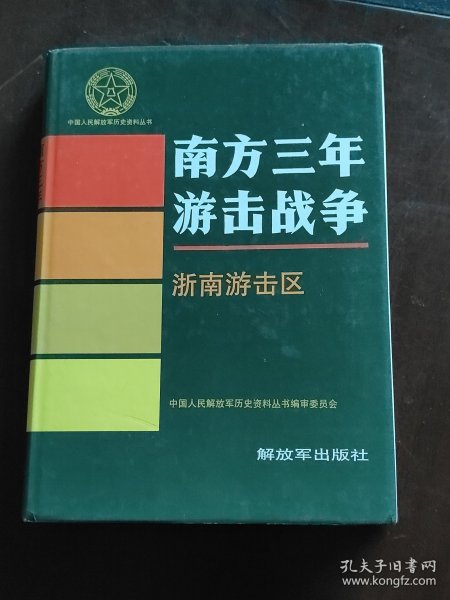 中国人民解放军历史资料丛书
南方三年
游击战争
浙南游击区
中国人民解放军历史资料丛书编审委员会
解放军出版社
孔夫子旧书网
www.kongfz.com